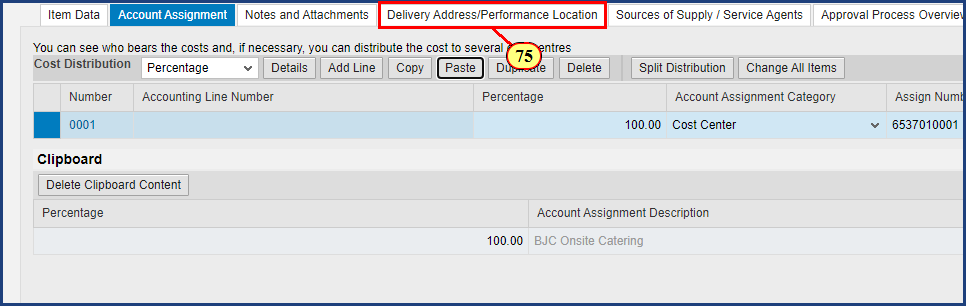 Item Data Account Assignment Notes and Attachments Delivery Address/Performance Location Sources of Supply / Service Agents Approval Process Overview
You can see who bears the costs and, if necessary, you can distribute the cost to several centres
75
Cost Distribution Percentage Details Add Line Copy Paste Duplicate Delete Split Distribution Change All Items
Number Accounting Line Number Percentage Account Assignment Category Assign Numb
0001 100.00 Cost Center 6537010001
Clipboard
Delete Clipboard Content
Percentage Account Assignment Description
100.00 BJC Onsite Catering